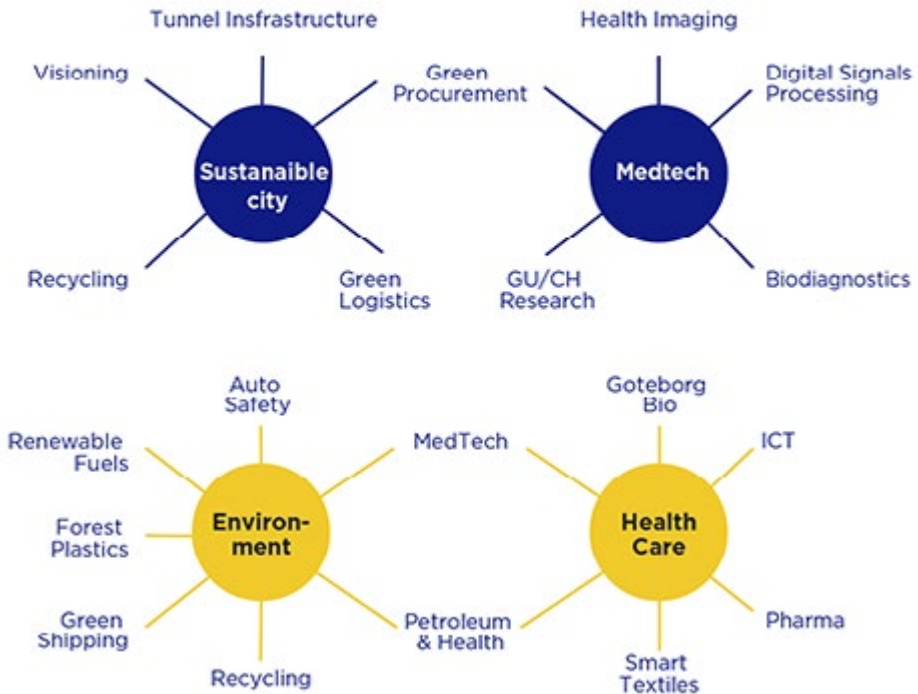 Tunnel Insfrastructure
Health Imaging
Visioning
Green
Procurement
Digital Signals
Processing
Sustanaible
city
Medtech
Recycling
Green
Logistics
GU/CH
Research
Biodiagnostics
Auto
Safety
Goteborg
Bio
Renewable
Fuels
MedTech
ICT
Forest
Plastics
Environ-
ment
Health
Care
Green
Shipping
Petroleum
& Health
Pharma
Recycling
Smart
Textiles